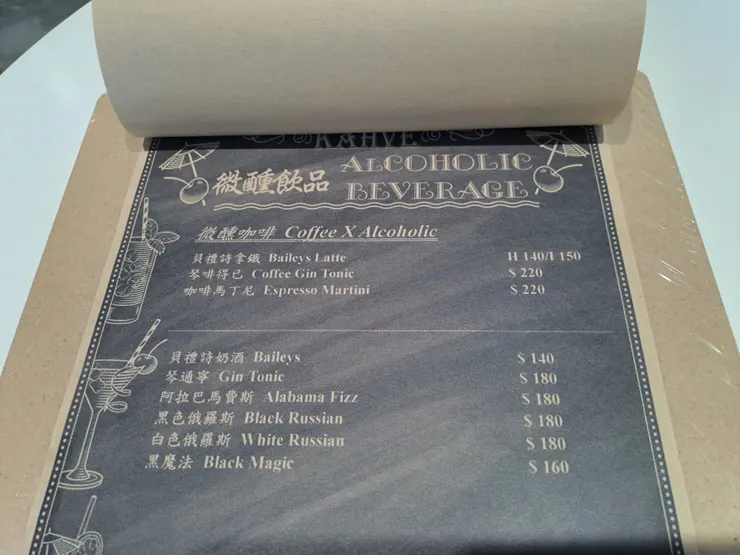 KAHVE
微醺飲品 ALCOHOLIC BEVERAGE
微醺咖啡 Coffee X Alcoholic
貝禮詩拿鐵 Baileys Latte H 140/I 150
琴啡得已 Coffee Gin Tonic $ 220
咖啡馬丁尼 Espresso Martini $ 220
貝禮詩奶酒 Baileys $ 140
琴通寧 Gin Tonic $ 180
阿拉巴馬費斯 Alabama Fizz $ 180
黑色俄羅斯 Black Russian $ 180
白色俄羅斯 White Russian $ 180
黑魔法 Black Magic $ 160